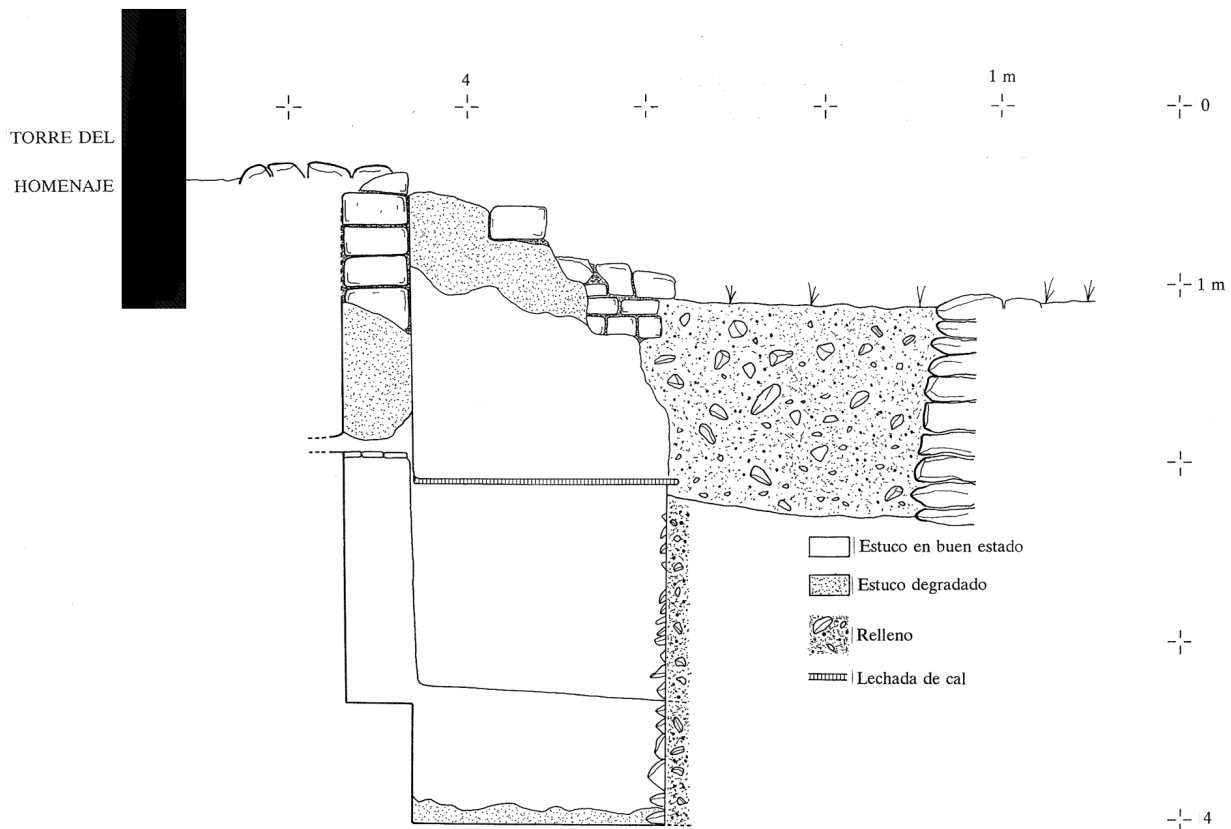 4
1 m
0
TORRE DEL
HOMENAJE
1 m
Estuco en buen estado
Estuco degradado
Relleno
Lechada de cal
4